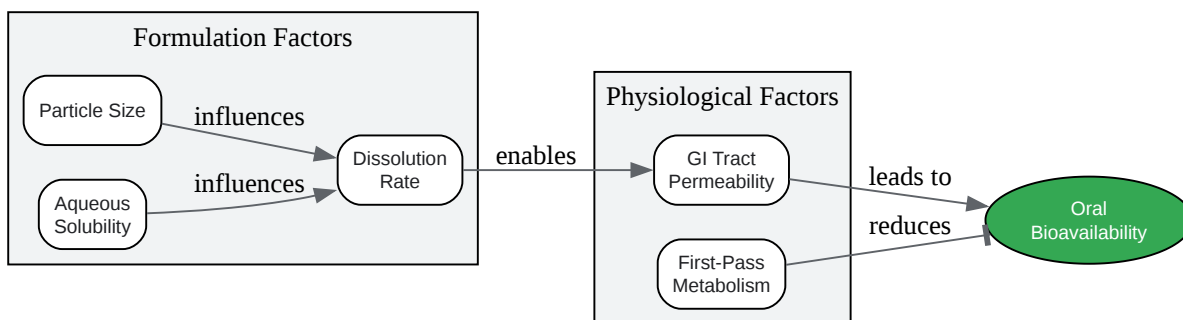 Formulation Factors
Particle Size
influences
Aqueous
Solubility
influences
Dissolution
Rate
enables
Physiological Factors
GI Tract
Permeability
leads to
First-Pass
Metabolism
reduces
Oral
Bioavailability